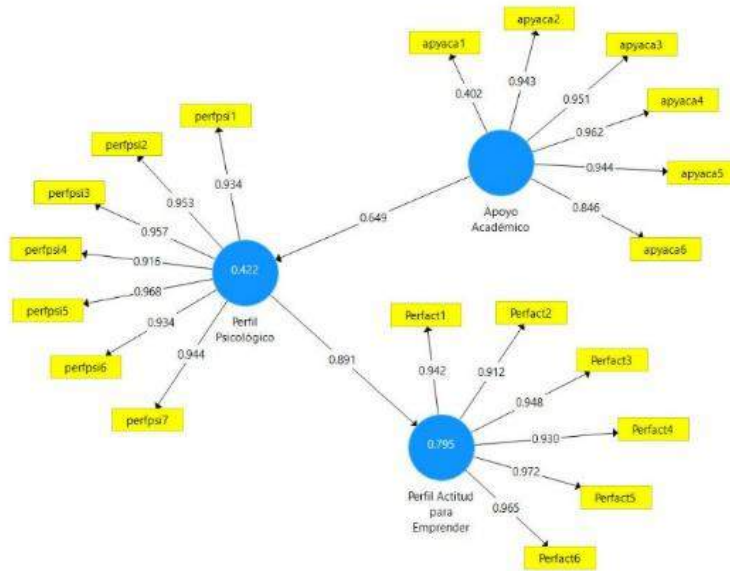 apyaca1
apyaca2
apyaca3
apyaca4
apyaca5
apyaca6
0.402
0.943
0.951
0.962
0.944
0.846
Apoyo
Académico
0.649
perfpsi1
perfpsi2
perfpsi3
perfpsi4
perfpsi5
perfpsi6
perfpsi7
0.934
0.953
0.957
0.916
0.968
0.934
0.944
0.422
Perfil
Psicológico
0.891
Perfact1
Perfact2
Perfact3
Perfact4
Perfact5
Perfact6
0.942
0.912
0.948
0.930
0.972
0.965
0.795
Perfil Actitud
para
Emprender